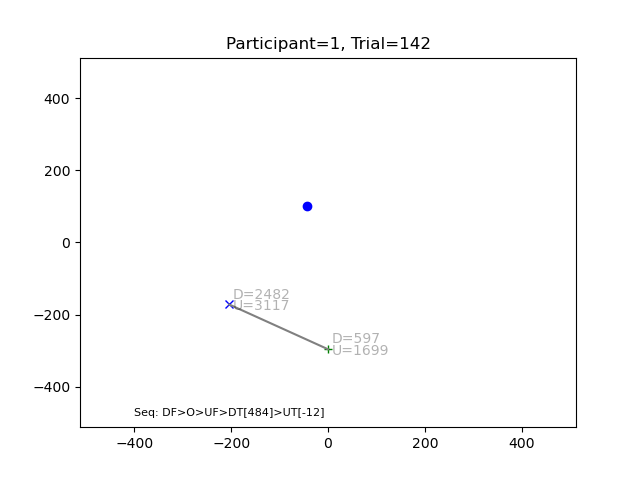 Participant=1, Trial=142
400
200
0
−200
−400
D=2482
U=3117
D=597
U=1699
Seq: DF>O>UF>DT[484]>UT[-12]
−400
−200
0
200
400